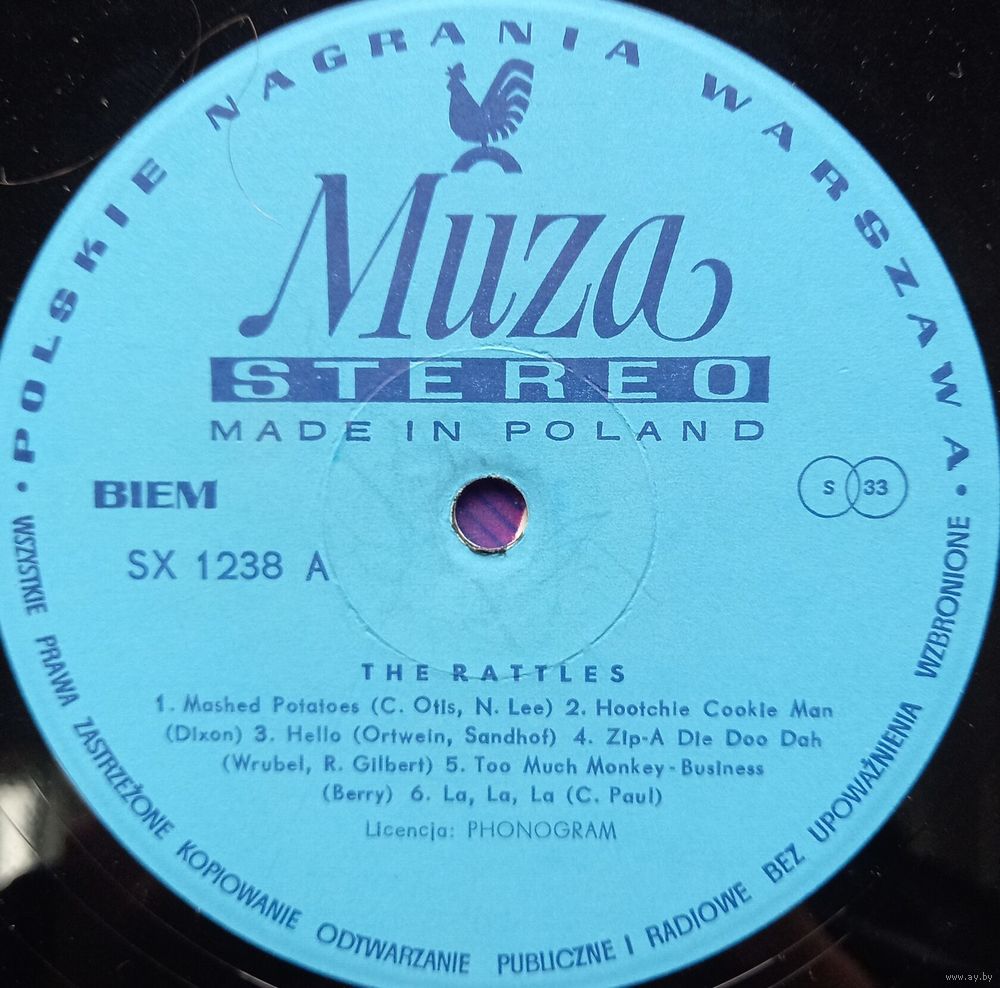 • POLSKIE NAGRANIA WARSZAWA •
Muza
STEREO
MADE IN POLAND
BIEM
S 33
SX 1238 A
THE RATTLES
1. Mashed Potatoes (C. Otis, N. Lee) 2. Hootchie Cookie Man
(Dixon) 3. Hello (Ortwein, Sandhof) 4. Zip-A Die Doo Dah
(Wrubel, R. Gilbert) 5. Too Much Monkey-Business
(Berry) 6. La, La, La (C. Paul)
Licencja: PHONOGRAM
WSZYSTKIE PRAWA ZASTRZEŻONE KOPIOWANIE ODTWARZANIE PUBLICZNE I RADIOWE BEZ UPOWAŻNIENIA WZBRONIONE
www.ay.by